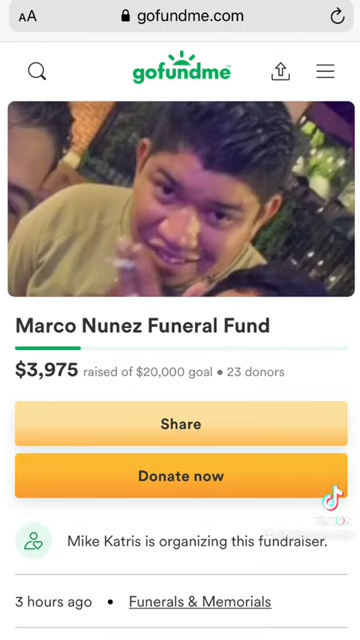 AA
gofundme.com
gofundme
Marco Nunez Funeral Fund
$3,975 raised of $20,000 goal • 23 donors
Share
Donate now
TikTok
Mike Katris is organizing this fundraiser.
3 hours ago • Funerals & Memorials